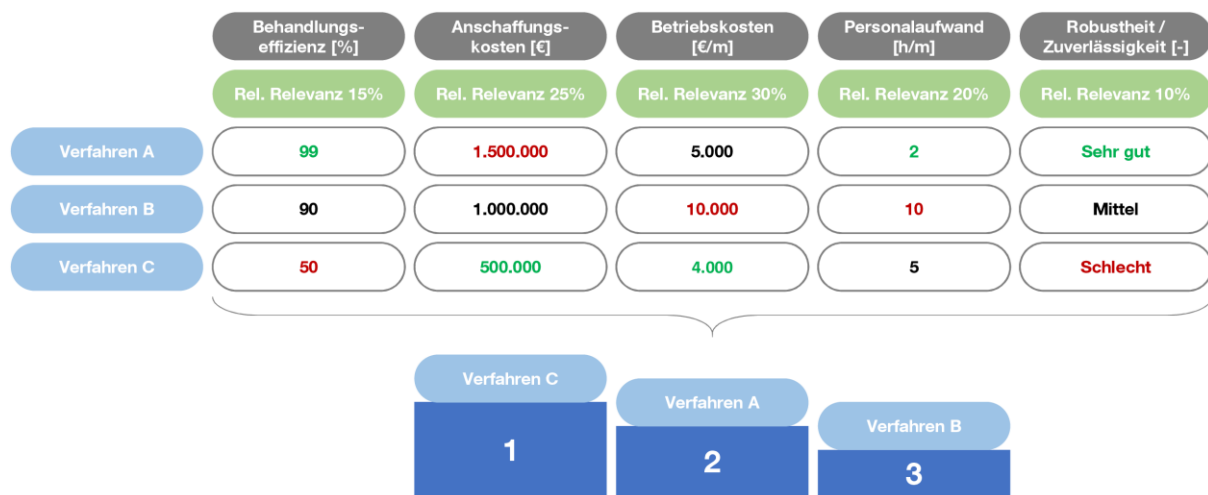 Behandlungs-
effizienz [%]
Anschaffungs-
kosten [€]
Betriebskosten
[€/m]
Personalaufwand
[h/m]
Robustheit /
Zuverlässigkeit [-]
Rel. Relevanz 15%
Rel. Relevanz 25%
Rel. Relevanz 30%
Rel. Relevanz 20%
Rel. Relevanz 10%
Verfahren A
99
1.500.000
5.000
2
Sehr gut
Verfahren B
90
1.000.000
10.000
10
Mittel
Verfahren C
50
500.000
4.000
5
Schlecht
Verfahren C
1
Verfahren A
2
Verfahren B
3